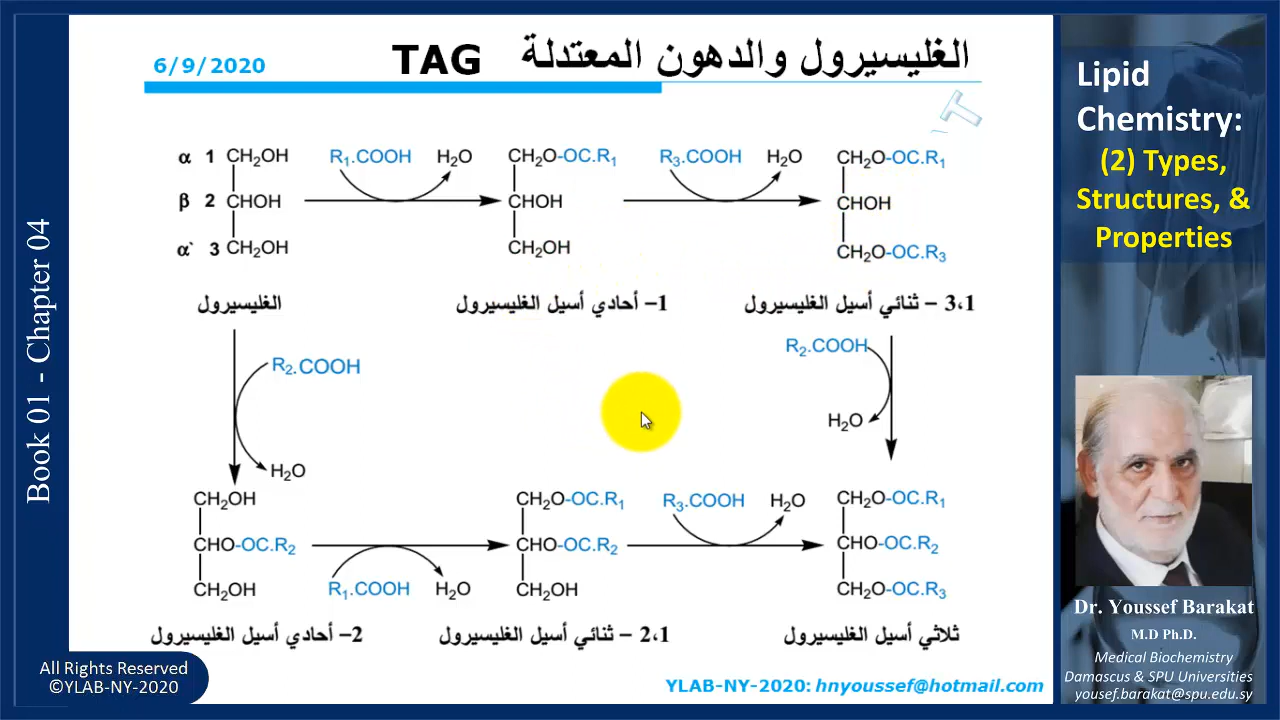 6/9/2020
الغليسيرول والدهون المعتدلة TAG
α 1 CH₂OH
β 2 CHOH
α` 3 CH₂OH
الغليسيرول
R₁.COOH H₂O
CH₂O-OC.R₁
CHOH
CH₂OH
1- أحادي أسيل الغليسيرول
R₃.COOH H₂O
CH₂O-OC.R₁
CHOH
CH₂O-OC.R₃
3،1 - ثنائي أسيل الغليسيرول
R₂.COOH
H₂O
R₂.COOH
H₂O
CH₂OH
CHO-OC.R₂
CH₂OH
2- أحادي أسيل الغليسيرول
R₁.COOH H₂O
CH₂O-OC.R₁
CHO-OC.R₂
CH₂OH
2،1 - ثنائي أسيل الغليسيرول
R₃.COOH H₂O
CH₂O-OC.R₁
CHO-OC.R₂
CH₂O-OC.R₃
ثلاثي أسيل الغليسيرول
YLAB-NY-2020: hnyoussef@hotmail.com
Book 01 - Chapter 04
All Rights Reserved
©YLAB-NY-2020
Lipid
Chemistry:
(2) Types,
Structures, &
Properties
Dr. Youssef Barakat
M.D Ph.D.
Medical Biochemistry
Damascus & SPU Universities
yousef.barakat@spu.edu.sy